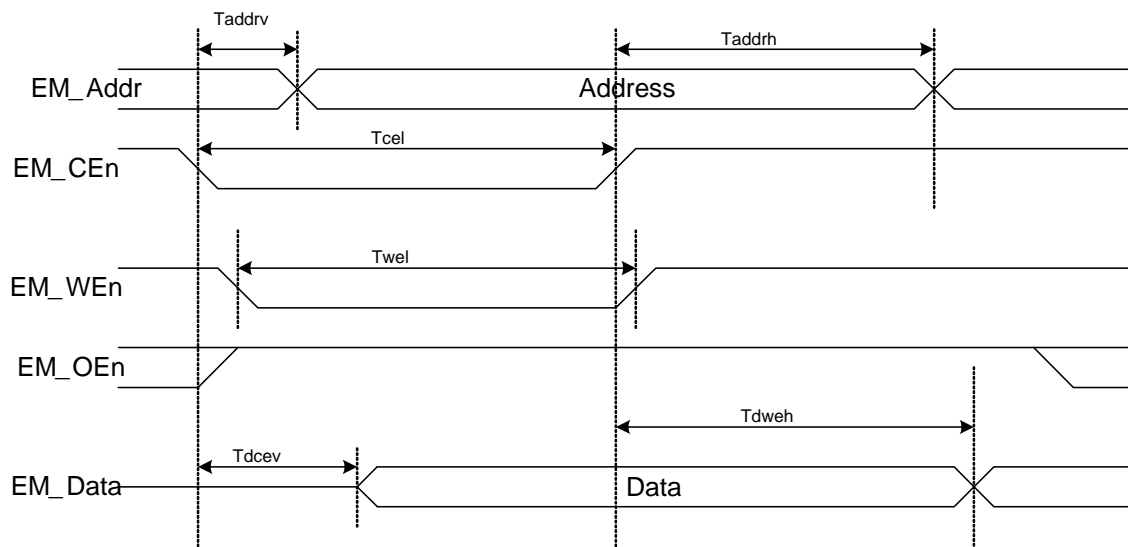 Taddrv
Taddrh
EM_Addr
Address
Tcel
EM_CEn
Twel
EM_WEn
EM_OEn
Tdweh
Tdcev
EM_Data
Data